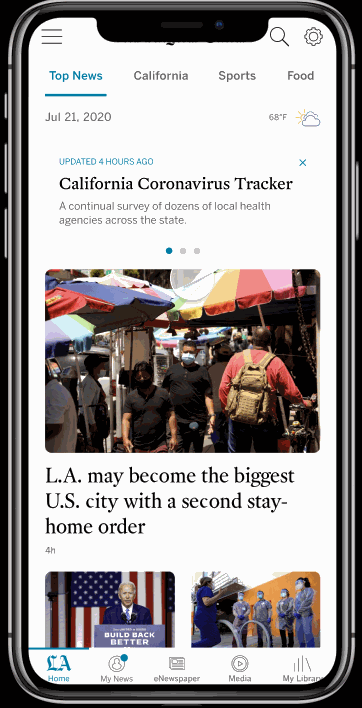 Top News California Sports Food
Jul 21, 2020 68°F
UPDATED 4 HOURS AGO
California Coronavirus Tracker
A continual survey of dozens of local health
agencies across the state.
L.A. may become the biggest
U.S. city with a second stay-
home order
4h
BUILD BACK
BETTER
LA
Home My News eNewspaper Media My Library